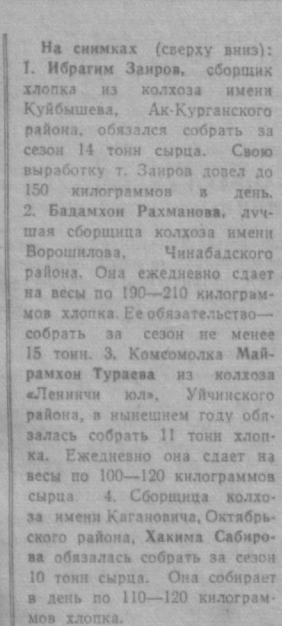 На снимках (сверху вниз):
1. Ибрагим Заиров, сборщик
хлопка из колхоза имени
Куйбышева, Ак-Курганского
района, обязался собрать за
сезон 14 тонн сырца. Свою
выработку т. Заиров довел до
150 килограммов в день.
2. Бадамхон Рахманова, луч-
шая сборщица колхоза имени
Ворошилова, Чинабадского
района. Она ежедневно сдает
на весы по 190—210 килограм-
мов хлопка. Ее обязательство—
собрать за сезон не менее
15 тонн. 3. Комсомолка Май-
рамхон Тураева из колхоза
«Ленинчи юл», Уйчинского
района, в нынешнем году обя-
залась собрать 11 тонн хлоп-
ка. Ежедневно она сдает на
весы по 100—120 килограммов
сырца 4. Сборщица колхо-
за имени Кагановича, Октябрь-
ского района, Хакима Сабиро-
ва обязалась собрать за сезон
10 тонн сырца. Она собирает
в день по 110—120 килограм-
мов хлопка.